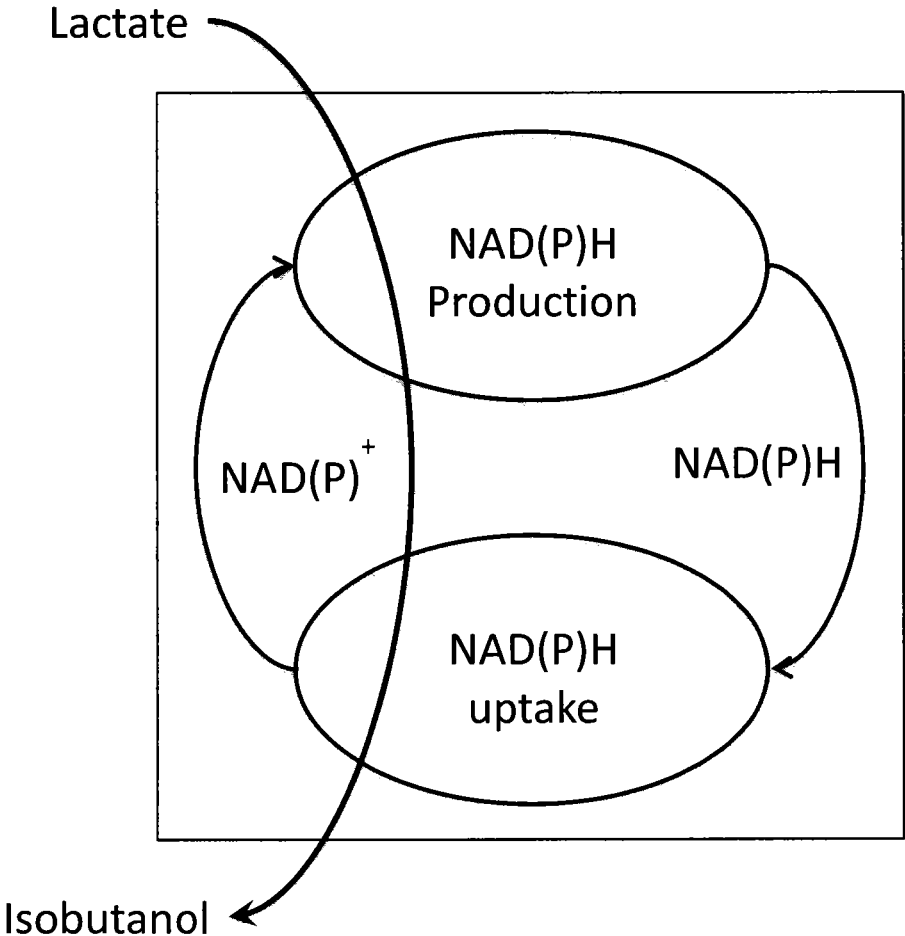 Lactate
NAD(P)H
Production
NAD(P)+
NAD(P)H
NAD(P)H
uptake
Isobutanol